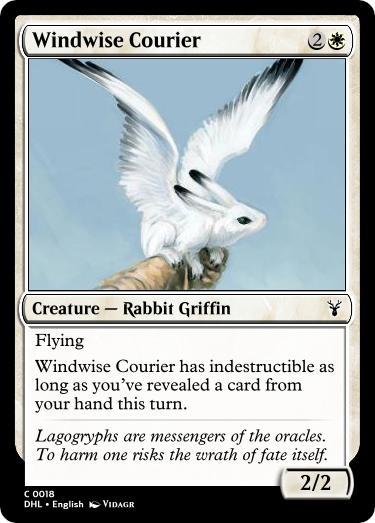 Windwise Courier 2
Creature — Rabbit Griffin
Flying
Windwise Courier has indestructible as
long as you've revealed a card from
your hand this turn.
Lagogryphs are messengers of the oracles.
To harm one risks the wrath of fate itself.
2/2
C 0018
DHL • English Vidagr